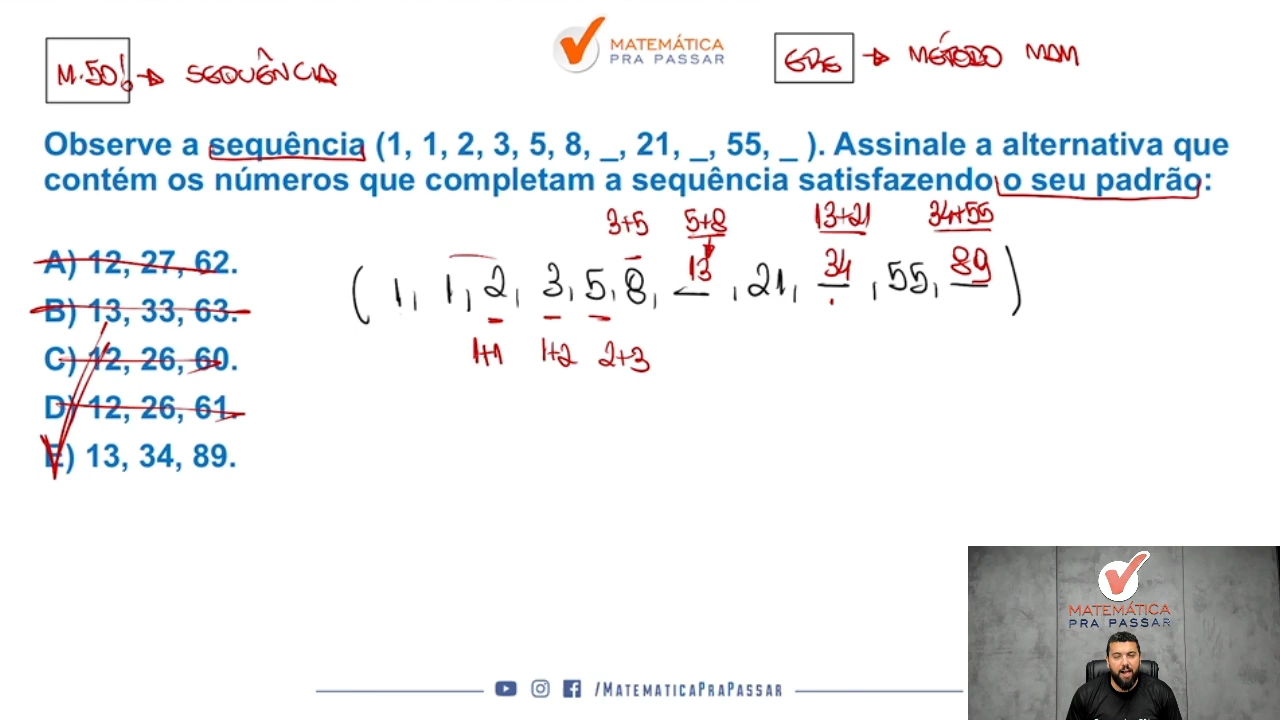 M.50! → SEQUÊNCIA
MATEMÁTICA
PRA PASSAR
→ MÉTODO MPM
Observe a sequência (1, 1, 2, 3, 5, 8, _, 21, _, 55, _ ). Assinale a alternativa que
contém os números que completam a sequência satisfazendo o seu padrão:
A) 12, 27, 62.
B) 13, 33, 63.
C) 12, 26, 60.
D) 12, 26, 61.
E) 13, 34, 89.
3+5 5+8 13+21 34+55
(1, 1, 2, 3, 5, 8, 13, 21, 34, 55, 89)
1+1 1+2 2+3
MATEMÁTICA
PRA PASSAR
/MATEMATICAPRAPASSAR